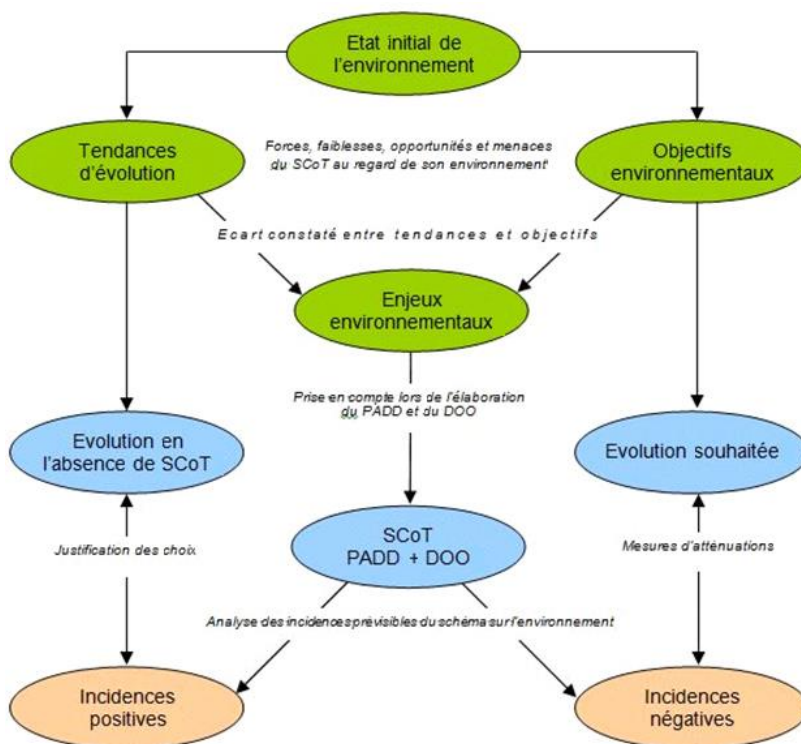 Etat initial de
l'environnement
Tendances
d'évolution
Forces, faiblesses, opportunités et menaces
du SCoT au regard de son environnement
Objectifs
environnementaux
Ecart constaté entre tendances et objectifs
Enjeux
environnementaux
Prise en compte lors de l'élaboration
du PADD et du DOO
Evolution en
l'absence de SCoT
Evolution souhaitée
SCoT
PADD + DOO
Justification des choix
Mesures d'atténuations
Analyse des incidences prévisibles du schéma sur l'environnement
Incidences
positives
Incidences
négatives